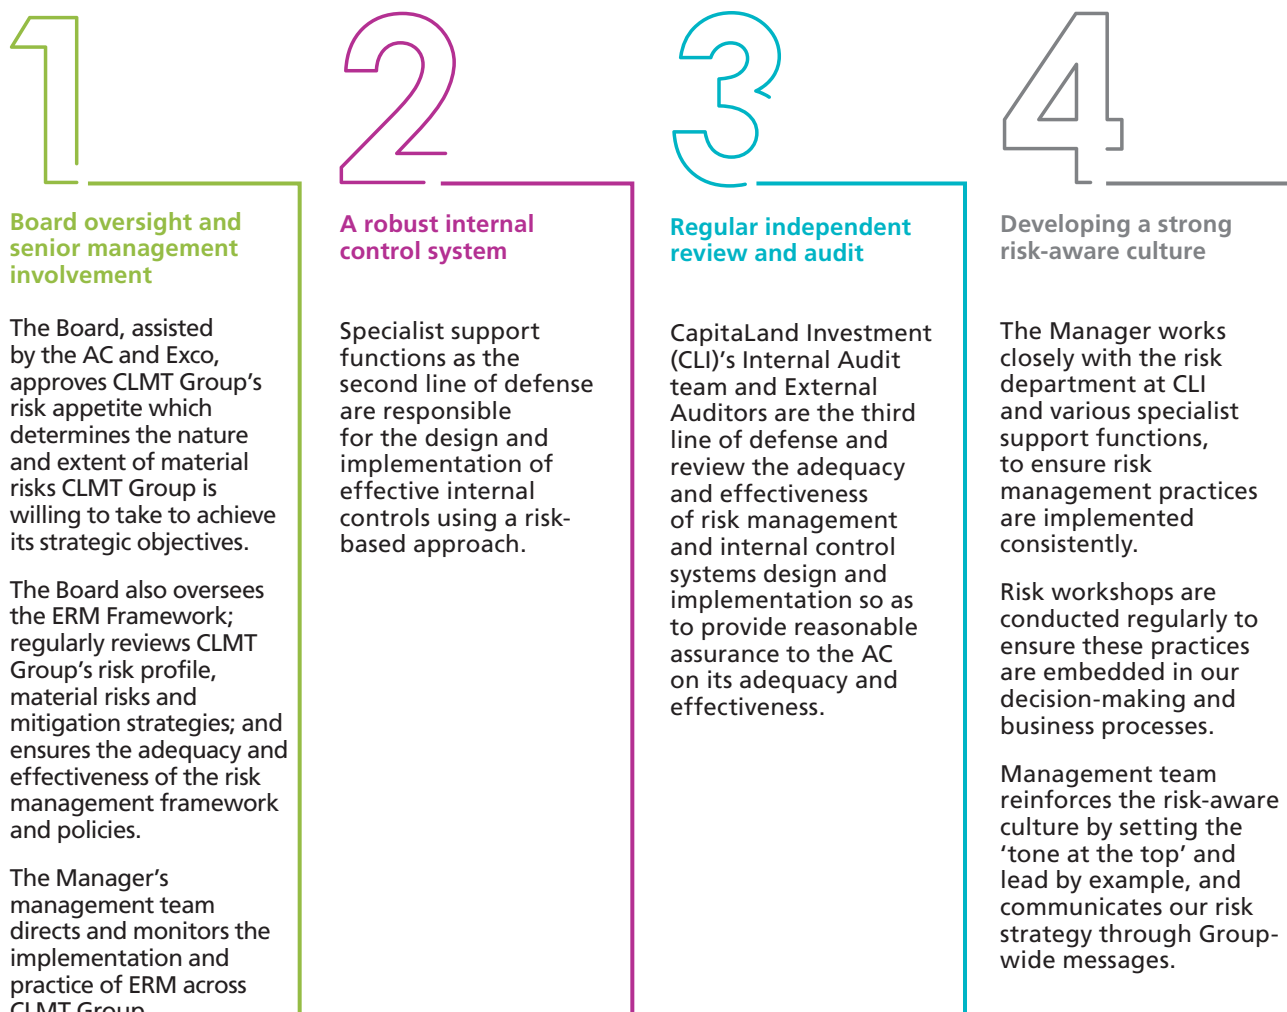 1
Board oversight and
senior management
involvement
The Board, assisted
by the AC and Exco,
approves CLMT Group's
risk appetite which
determines the nature
and extent of material
risks CLMT Group is
willing to take to achieve
its strategic objectives.
The Board also oversees
the ERM Framework;
regularly reviews CLMT
Group's risk profile,
material risks and
mitigation strategies; and
ensures the adequacy and
effectiveness of the risk
management framework
and policies.
The Manager's
management team
directs and monitors the
implementation and
practice of ERM across
CLMT Group
2
A robust internal
control system
Specialist support
functions as the
second line of defense
are responsible
for the design and
implementation of
effective internal
controls using a risk-
based approach.
3
Regular independent
review and audit
CapitaLand Investment
(CLI)'s Internal Audit
team and External
Auditors are the third
line of defense and
review the adequacy
and effectiveness
of risk management
and internal control
systems design and
implementation so as
to provide reasonable
assurance to the AC
on its adequacy and
effectiveness.
4
Developing a strong
risk-aware culture
The Manager works
closely with the risk
department at CLI
and various specialist
support functions,
to ensure risk
management practices
are implemented
consistently.
Risk workshops are
conducted regularly to
ensure these practices
are embedded in our
decision-making and
business processes.
Management team
reinforces the risk-aware
culture by setting the
‘tone at the top’ and
lead by example, and
communicates our risk
strategy through Group-
wide messages.